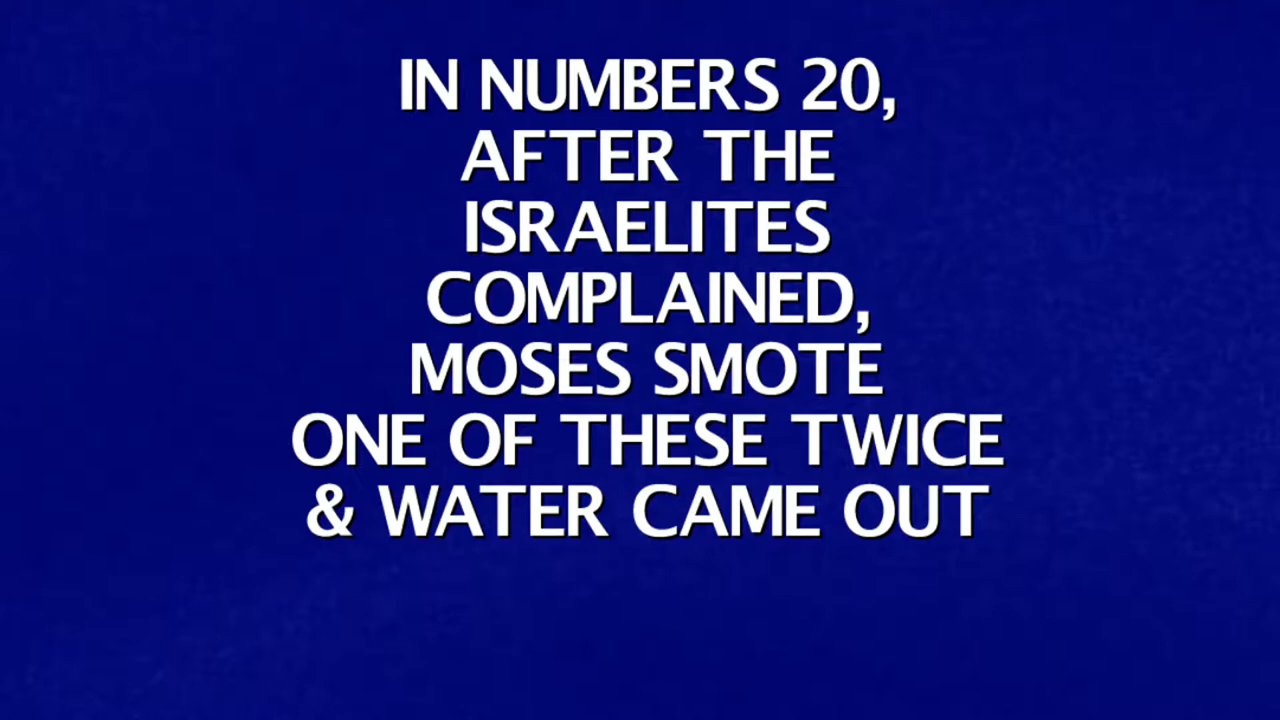 IN NUMBERS 20,
AFTER THE
ISRAELITES
COMPLAINED,
MOSES SMOTE
ONE OF THESE TWICE
& WATER CAME OUT